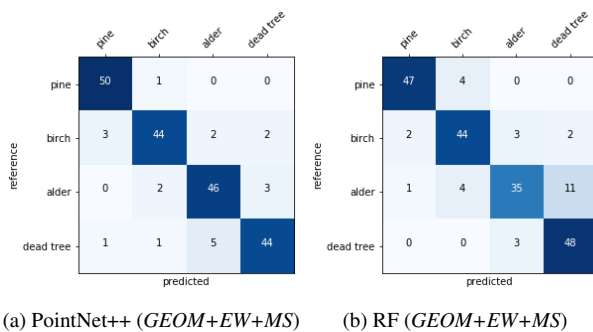 pine birch alder dead tree
pine 50 1 0 0
birch 3 44 2 2
alder 0 2 46 3
dead tree 1 1 5 44
reference
predicted
(a) PointNet++ (GEOM+EW+MS)
pine birch alder dead tree
pine 47 4 0 0
birch 2 44 3 2
alder 1 4 35 11
dead tree 0 0 3 48
reference
predicted
(b) RF (GEOM+EW+MS)